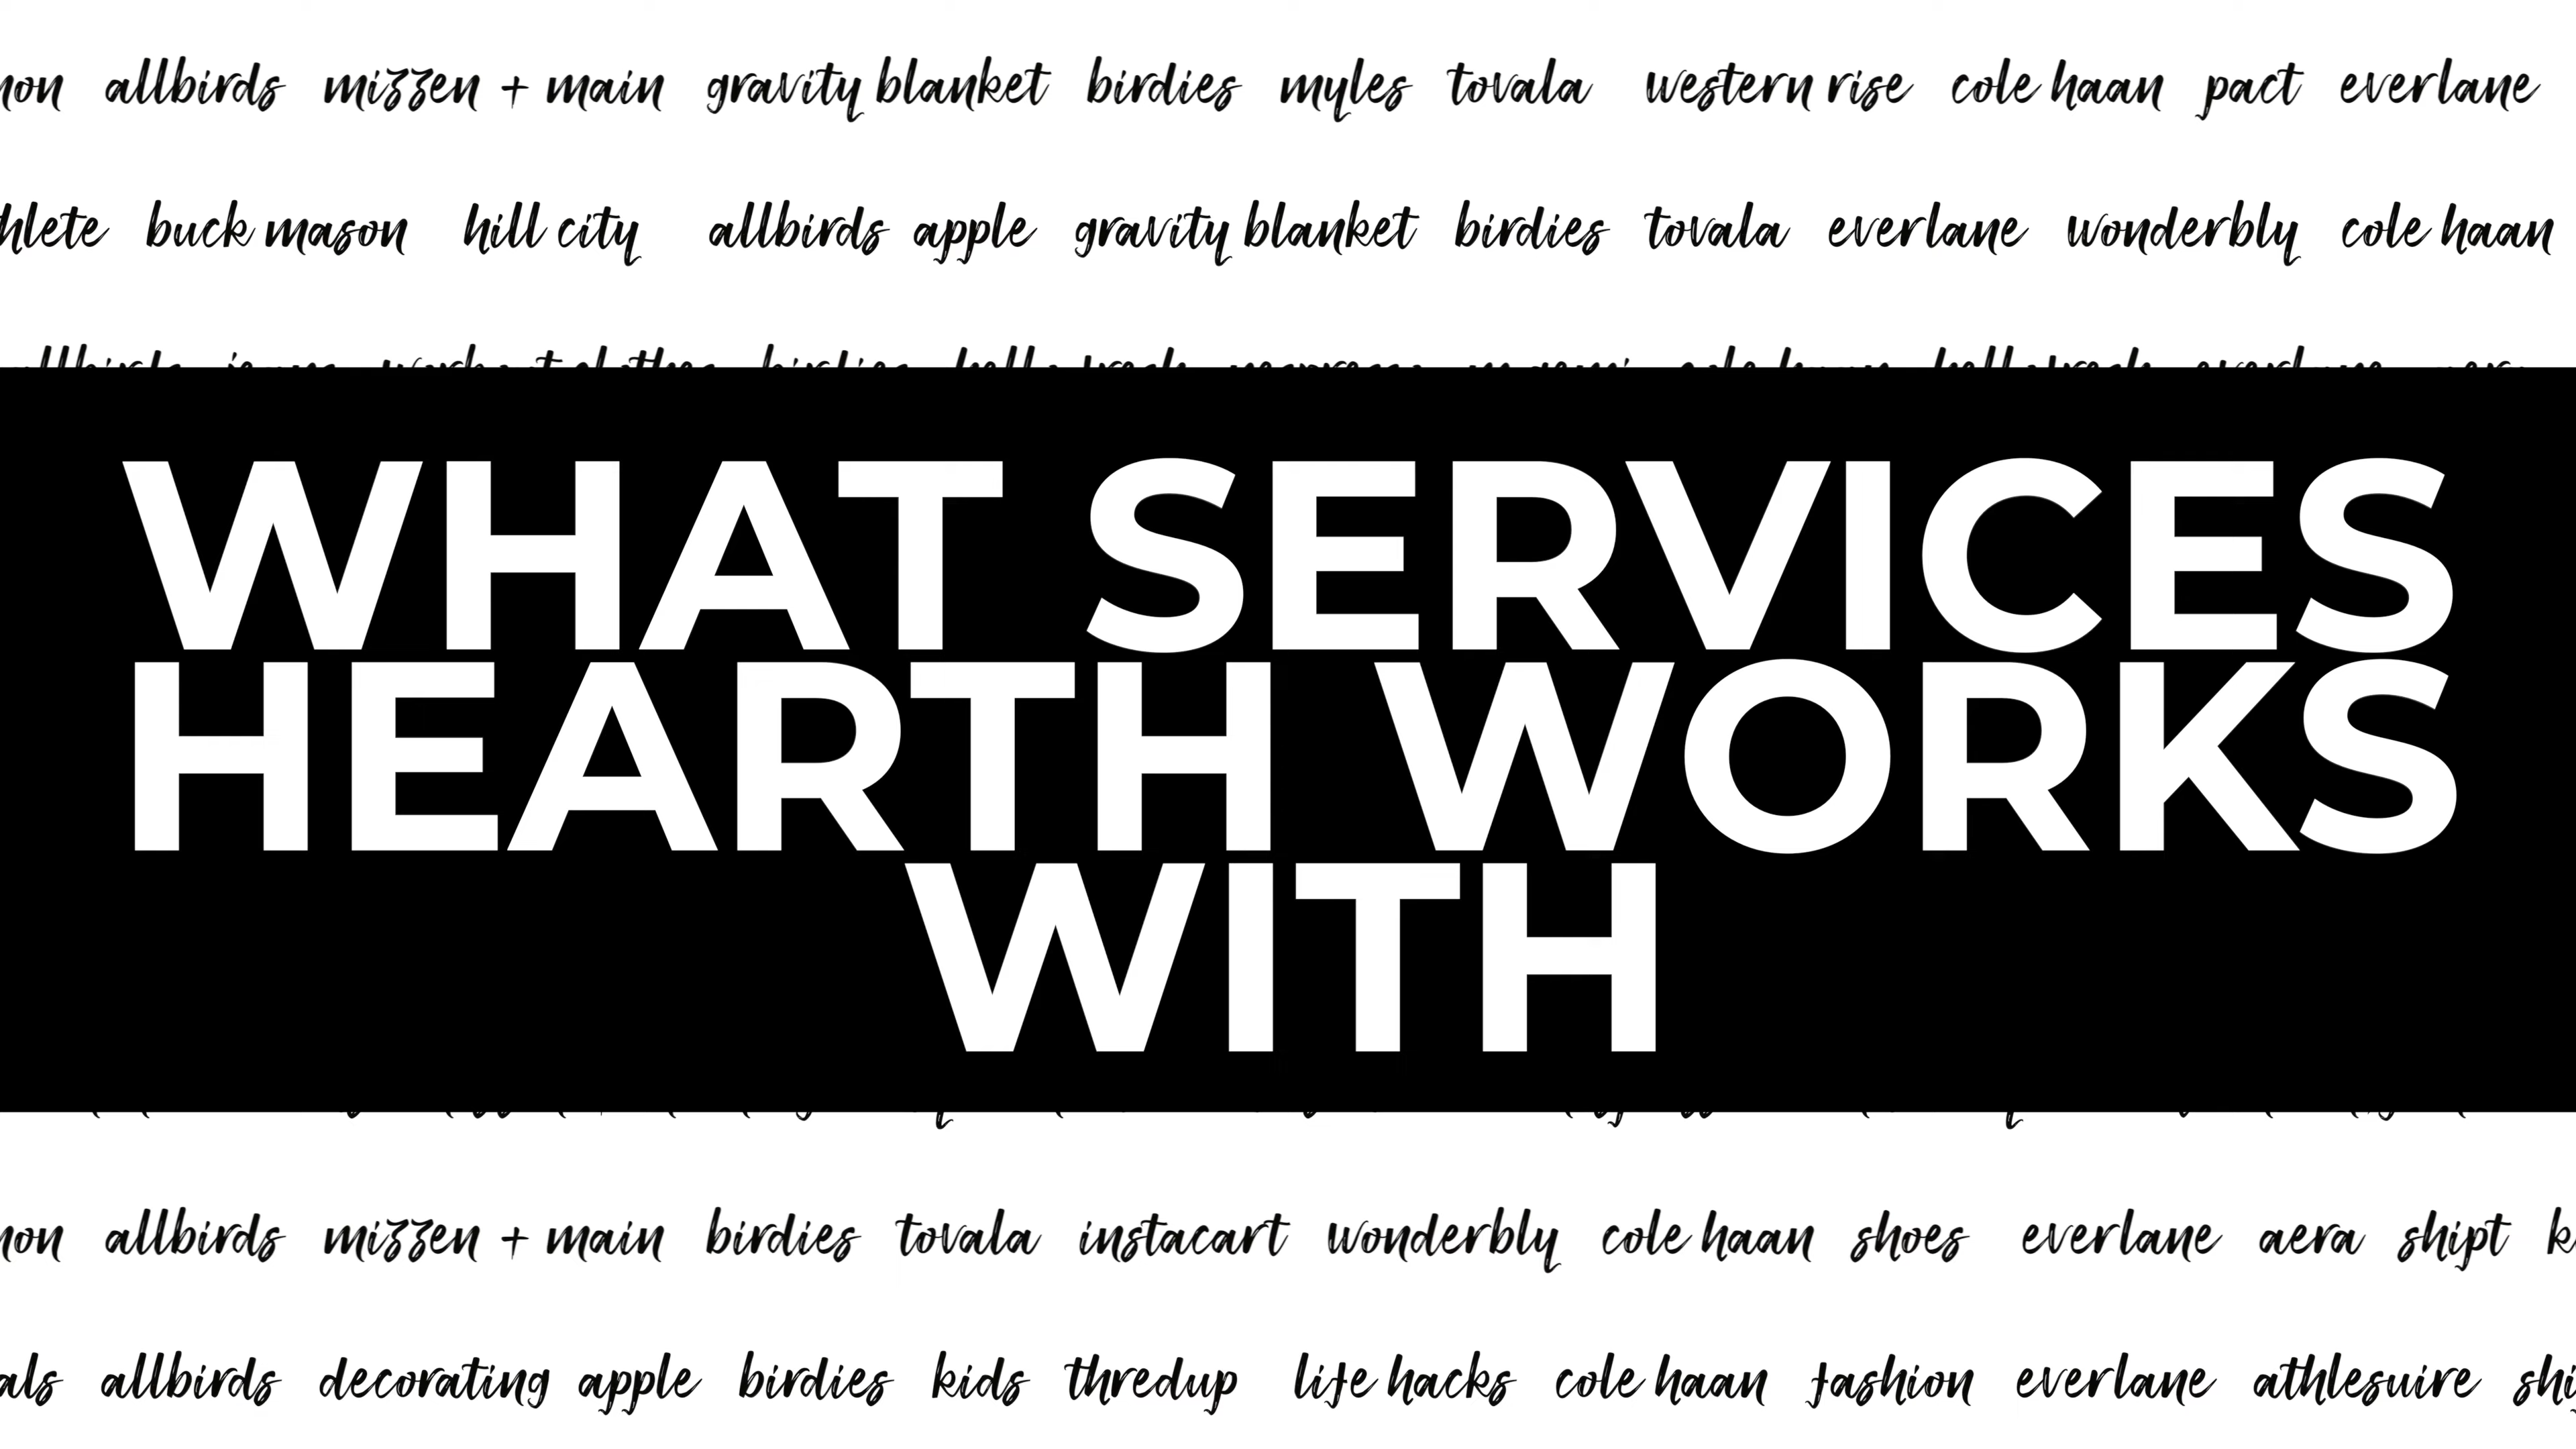 allbirds mizzen + main gravity blanket birdies myles tovala western rise cole haan pact everlane
buck mason hill city allbirds apple gravity blanket birdies tovala everlane wonderbly cole haan
WHAT SERVICES
HEARTH WORKS
WITH
allbirds mizzen + main birdies tovala instacart wonderbly cole haan shoes everlane aera shipt
allbirds decorating apple birdies kids thredup life hacks cole haan fashion everlane athlesuire